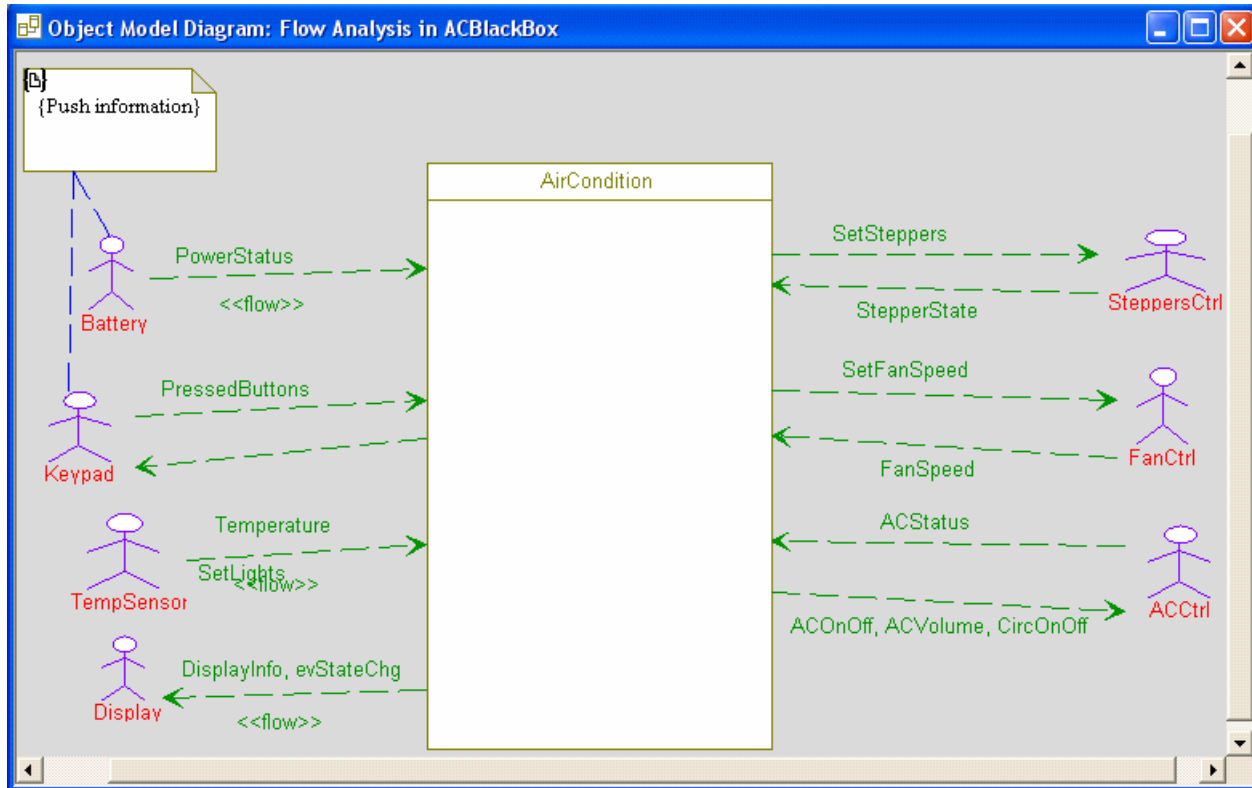 Object Model Diagram: Flow Analysis in ACBlackBox
{Push information}
AirCondition
PowerStatus
<<flow>>
Battery
SetSteppers
StepperState
SteppersCtrl
PressedButtons
Keypad
SetFanSpeed
FanSpeed
FanCtrl
Temperature
SetLights
<<flow>>
TempSensor
ACStatus
ACOnOff, ACVolume, CircOnOff
ACCtrl
DisplayInfo, evStateChg
<<flow>>
Display